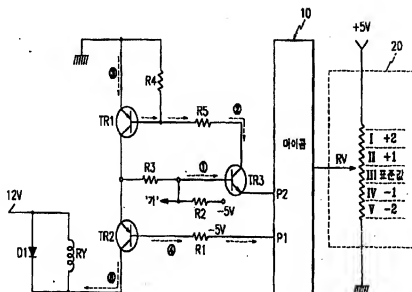 10
+5V
20
③
R4
TR1
R5
②
마이콤
I +2
R3
①
TR3
RV
II +1
III 표준값
P2
IV -1
'가'
R2
-5V
V -2
12V
TR2
-5V
P1
D1
RY
④
R1